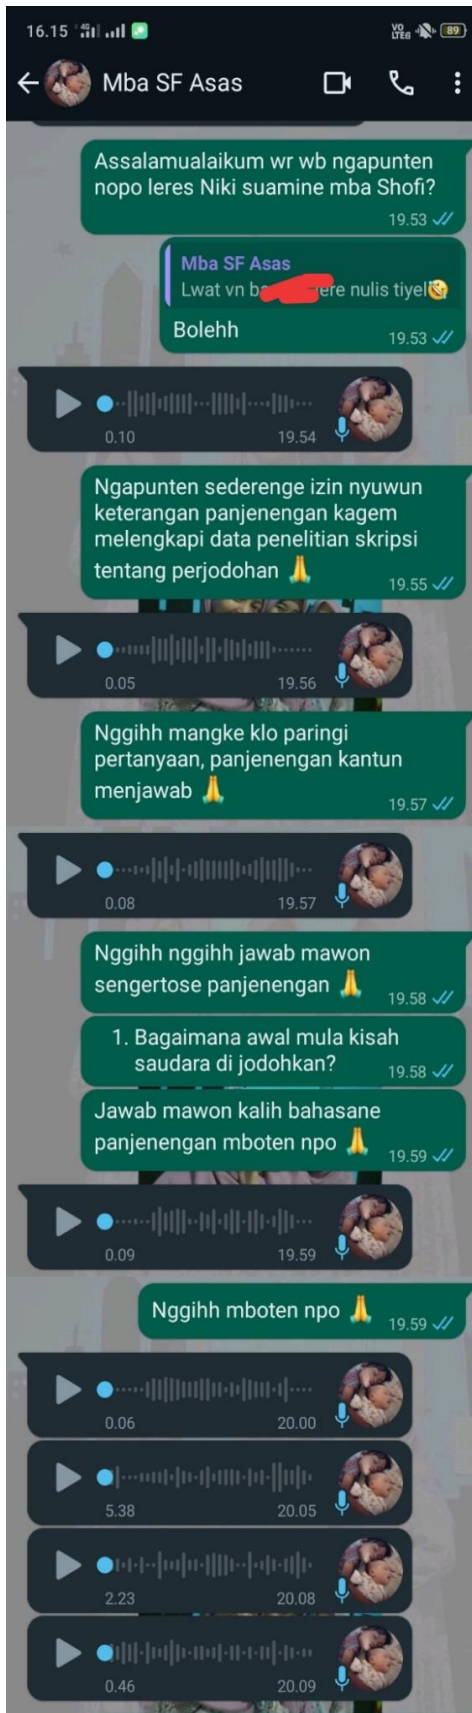 16.15
VO LTE
89
Mba SF Asas
Assalamualaikum wr wb ngapunten
nopo leres Niki suamine mba Shofi?
19.53
Mba SF Asas
Lwat vn nulis tiyel
Bolehh
19.53
0.10 19.54
Ngapunten sederenge izin nyuwun
keterangan panjenengan kagem
melengkapi data penelitian skripsi
tentang perjodohan 🙏
19.55
0.05 19.56
Nggihh mangke klo paringi
pertanyaan, panjenengan kantun
menjawab 🙏
19.57
0.08 19.57
Nggihh nggihh jawab mawon
sengertose panjenengan 🙏
19.58
1. Bagaimana awal mula kisah
saudara di jodohkan?
19.58
Jawab mawon kalih bahasane
panjenengan mboten npo 🙏
19.59
0.09 19.59
Nggihh mboten npo 🙏
19.59
0.06 20.00
5.38 20.05
2.23 20.08
0.46 20.09